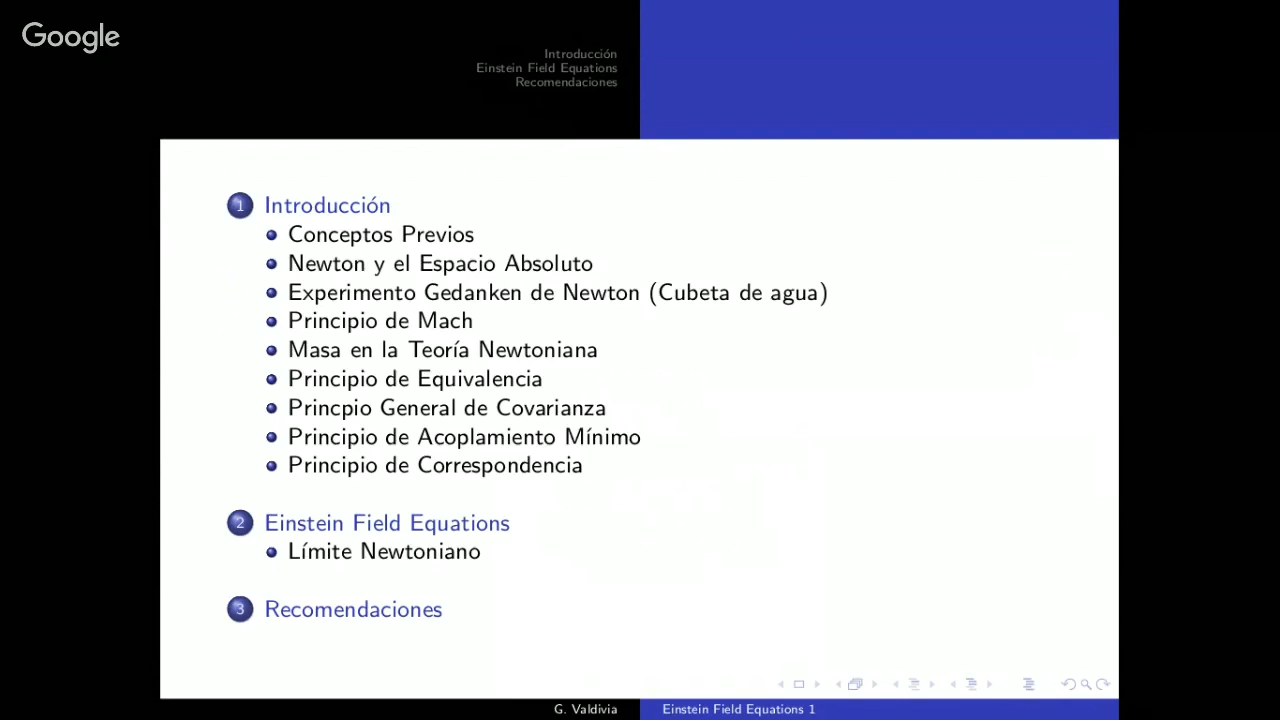 Google
Introducción
Einstein Field Equations
Recomendaciones
1 Introducción
Conceptos Previos
Newton y el Espacio Absoluto
Experimento Gedanken de Newton (Cubeta de agua)
Principio de Mach
Masa en la Teoría Newtoniana
Principio de Equivalencia
Princpio General de Covarianza
Principio de Acoplamiento Mínimo
Principio de Correspondencia
2 Einstein Field Equations
Límite Newtoniano
3 Recomendaciones
G. Valdivia Einstein Field Equations 1